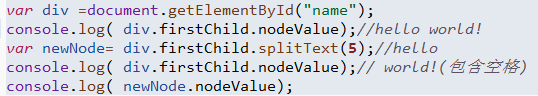 var div =document.getElementById("name");
console.log( div.firstChild.nodeValue);//hello world!
var newNode= div.firstChild.splitText(5);//hello
console.log( div.firstChild.nodeValue);// world!(包含空格)
console.log( newNode.nodeValue);